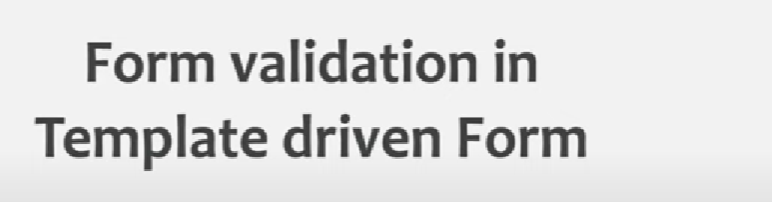 Form validation in
Template driven Form